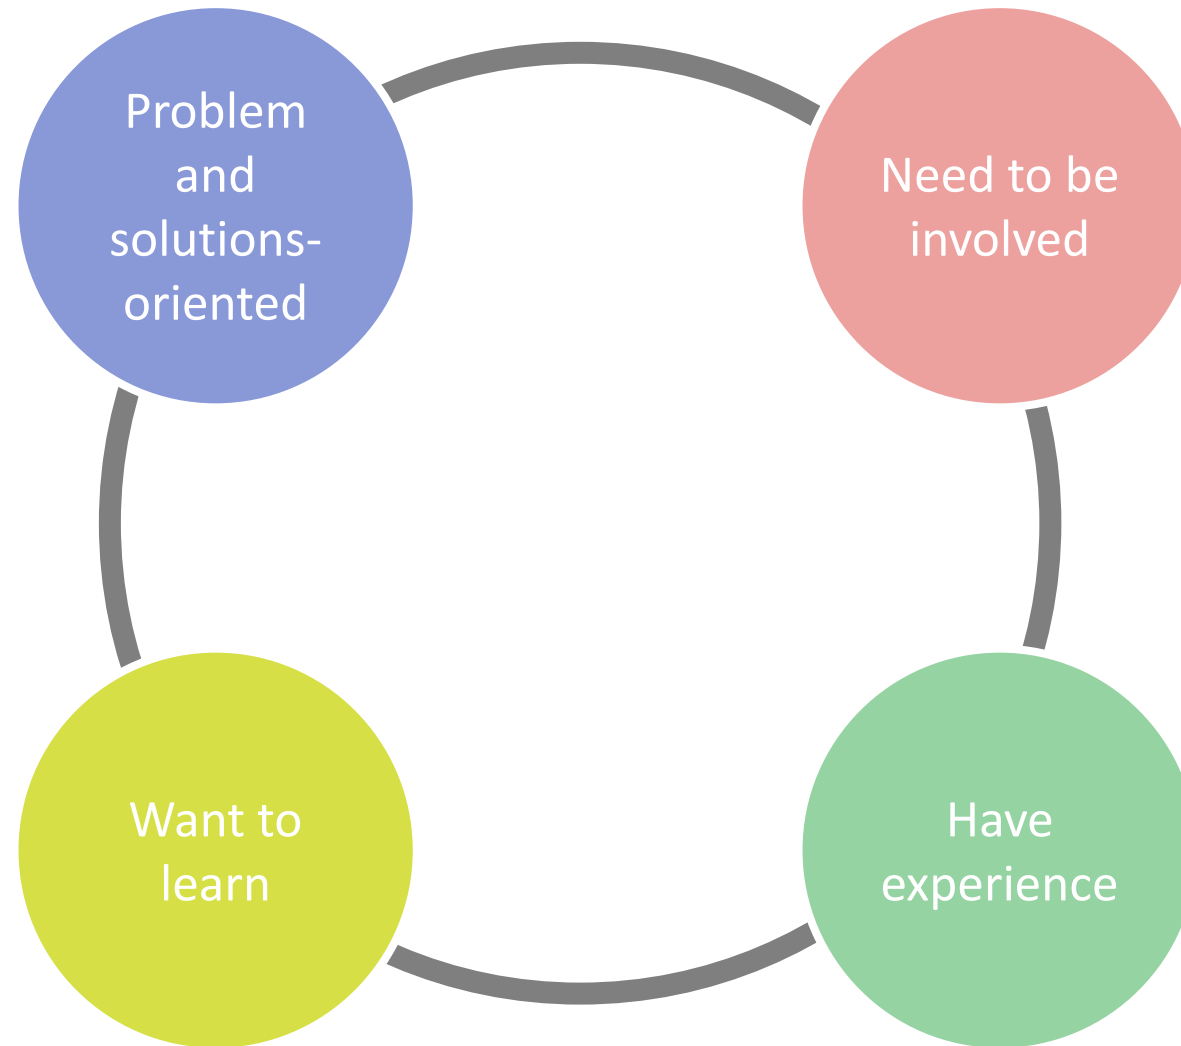 Problem
and
solutions-
oriented
Need to be
involved
Want to
learn
Have
experience